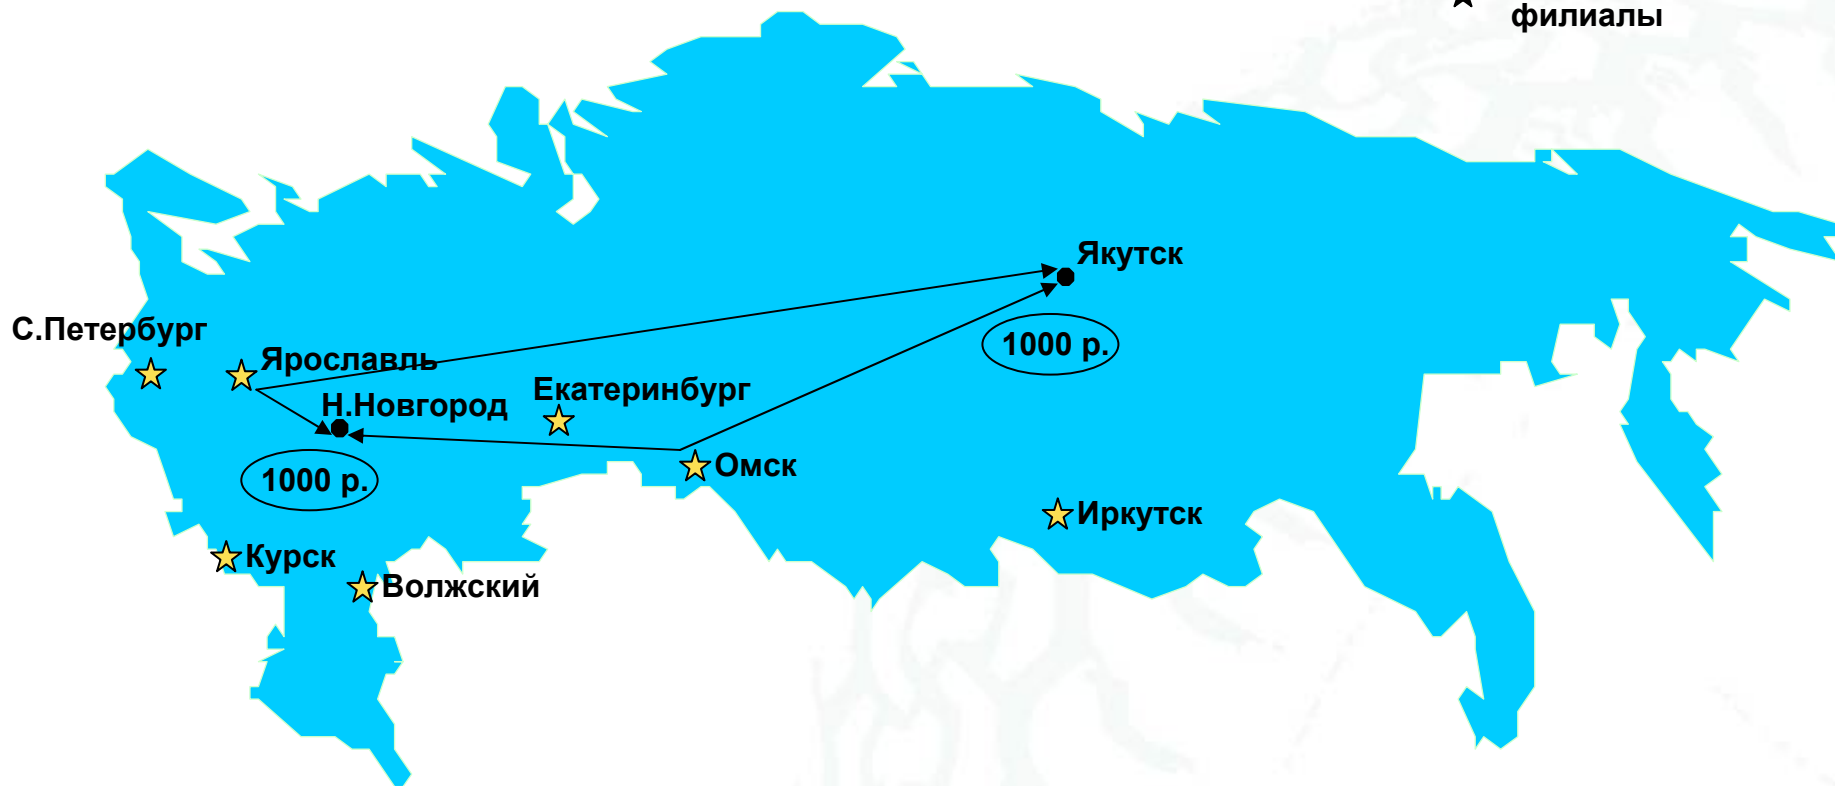 филиалы
Якутск
С.Петербург
1000 р.
Ярославль
Екатеринбург
Н.Новгород
Омск
1000 р.
Иркутск
Курск
Волжский